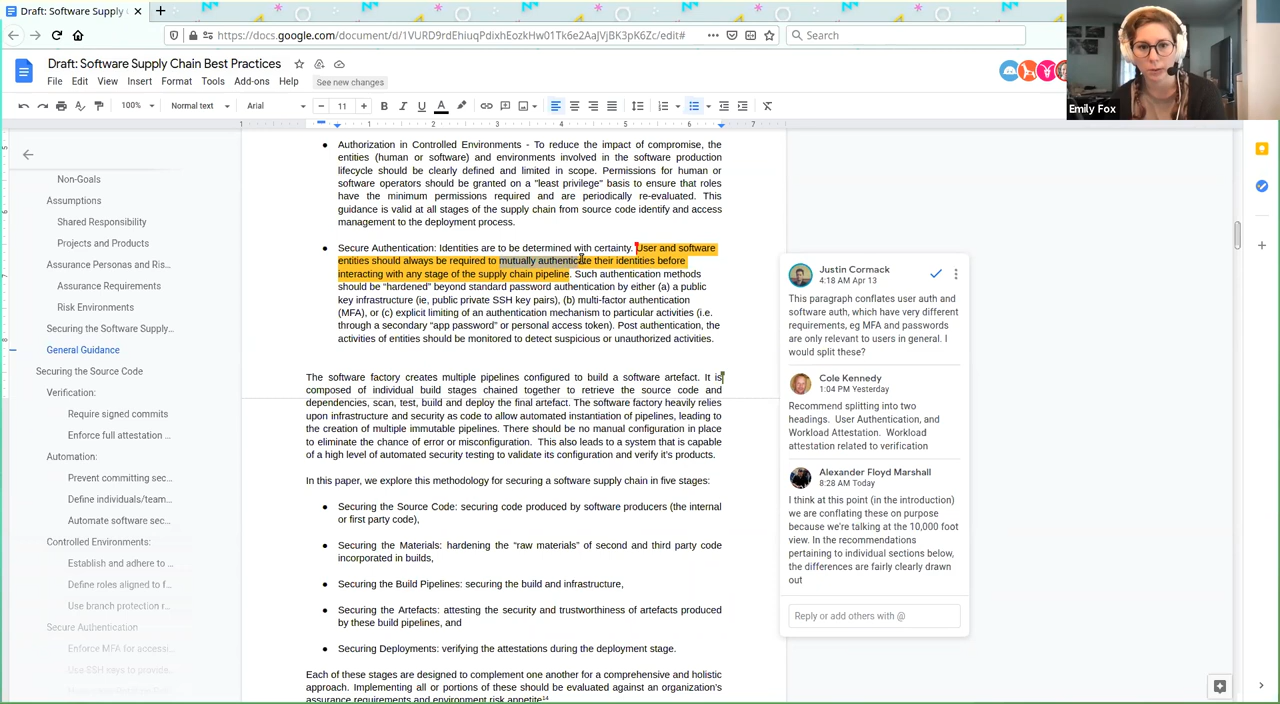 Draft: Software Supply C
https://docs.google.com/document/d/1VURD9rdEhiuqPdixhEozkHw01Tk6e2AaJVjBK3pK6Zc/edit#
Search
Draft: Software Supply Chain Best Practices
File Edit View Insert Format Tools Add-ons Help
See new changes
100% Normal text Arial 11
Emily Fox
1 1 2 3 4 5 6 7
Non-Goals
Assumptions
Shared Responsibility
Projects and Products
Assurance Personas and Ris...
Assurance Requirements
Risk Environments
Securing the Software Supply...
General Guidance
Securing the Source Code
Verification:
Require signed commits
Enforce full attestation ...
Automation:
Prevent committing sec...
Define individuals/team...
Automate software sec...
Controlled Environments:
Establish and adhere to ...
Define roles aligned to f...
Use branch protection r...
Secure Authentication
Enforce MFA for accessi...
Use SSH keys to provide...
● Authorization in Controlled Environments - To reduce the impact of compromise, the
entities (human or software) and environments involved in the software production
lifecycle should be clearly defined and limited in scope. Permissions for human or
software operators should be granted on a "least privilege" basis to ensure that roles
have the minimum permissions required and are periodically re-evaluated. This
guidance is valid at all stages of the supply chain from source code identify and access
management to the deployment process.
● Secure Authentication: Identities are to be determined with certainty. User and software
entities should always be required to mutually authenticate their identities before
interacting with any stage of the supply chain pipeline. Such authentication methods
should be “hardened” beyond standard password authentication by either (a) a public
key infrastructure (ie, public private SSH key pairs), (b) multi-factor authentication
(MFA), or (c) explicit limiting of an authentication mechanism to particular activities (i.e.
through a secondary “app password” or personal access token). Post authentication, the
activities of entities should be monitored to detect suspicious or unauthorized activities.
The software factory creates multiple pipelines configured to build a software artefact. It is
composed of individual build stages chained together to retrieve the source code and
dependencies, scan, test, build and deploy the final artefact. The software factory heavily relies
upon infrastructure and security as code to allow automated instantiation of pipelines, leading to
the creation of multiple immutable pipelines. There should be no manual configuration in place
to eliminate the chance of error or misconfiguration. This also leads to a system that is capable
of a high level of automated security testing to validate its configuration and verify it's products.
In this paper, we explore this methodology for securing a software supply chain in five stages:
● Securing the Source Code: securing code produced by software producers (the internal
or first party code),
● Securing the Materials: hardening the “raw materials” of second and third party code
incorporated in builds,
● Securing the Build Pipelines: securing the build and infrastructure,
● Securing the Artefacts: attesting the security and trustworthiness of artefacts produced
by these build pipelines, and
● Securing Deployments: verifying the attestations during the deployment stage.
Each of these stages are designed to complement one another for a comprehensive and holistic
approach. Implementing all or portions of these should be evaluated against an organization's
assurance requirements and environment risk appetite¹⁴
Justin Cormack
4:18 AM Apr 13
This paragraph conflates user auth and
software auth, which have very different
requirements, eg MFA and passwords
are only relevant to users in general. I
would split these?
Cole Kennedy
1:04 PM Yesterday
Recommend splitting into two
headings. User Authentication, and
Workload Attestation. Workload
attestation related to verification
Alexander Floyd Marshall
8:28 AM Today
I think at this point (in the introduction)
we are conflating these on purpose
because we're talking at the 10,000 foot
view. In the recommendations
pertaining to individual sections below,
the differences are fairly clearly drawn
out
Reply or add others with @